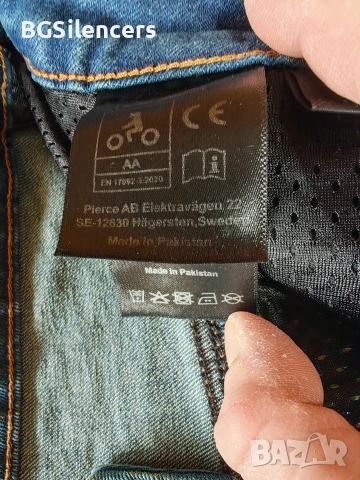 BGSilencers
CE
AA
EN 17092-3:2020
i
Pierce AB Elektravägen 22
SE-12630 Hägersten, Sweden
Made in Pakistan
Made in Pakistan
BAZAR